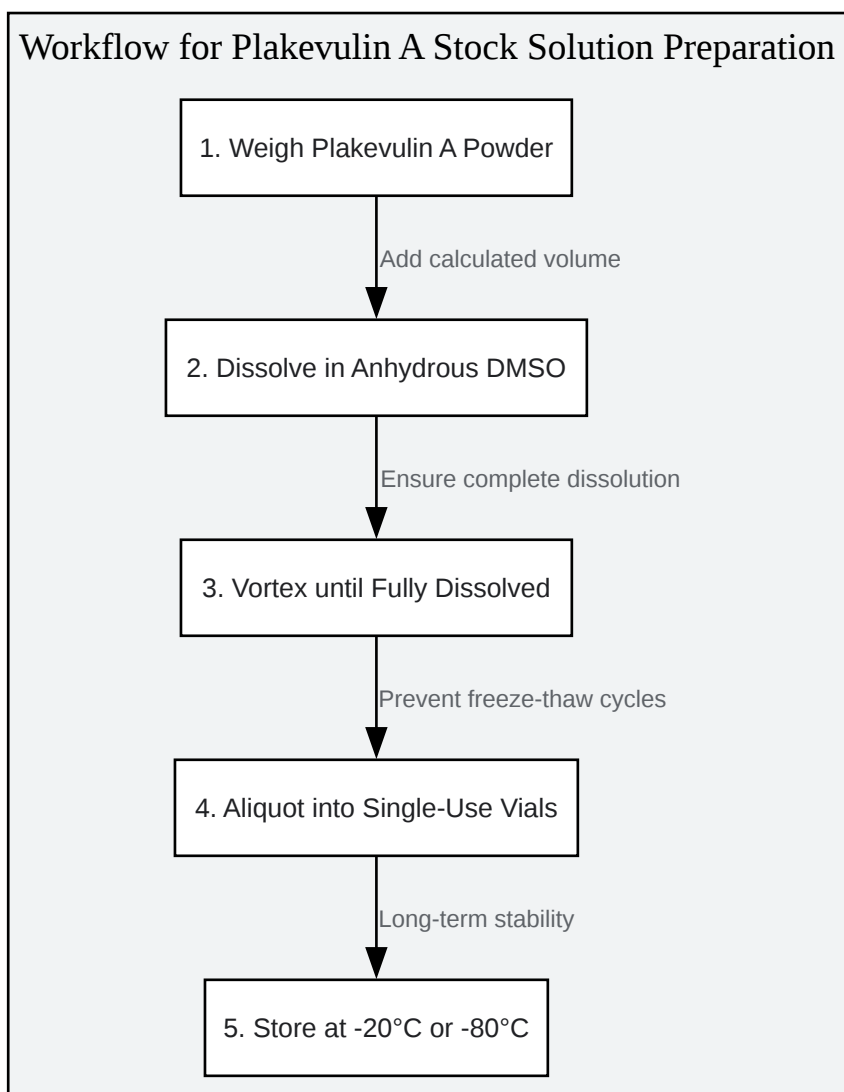 Workflow for Plakevulin A Stock Solution Preparation
1. Weigh Plakevulin A Powder
Add calculated volume
2. Dissolve in Anhydrous DMSO
Ensure complete dissolution
3. Vortex until Fully Dissolved
Prevent freeze-thaw cycles
4. Aliquot into Single-Use Vials
Long-term stability
5. Store at -20°C or -80°C